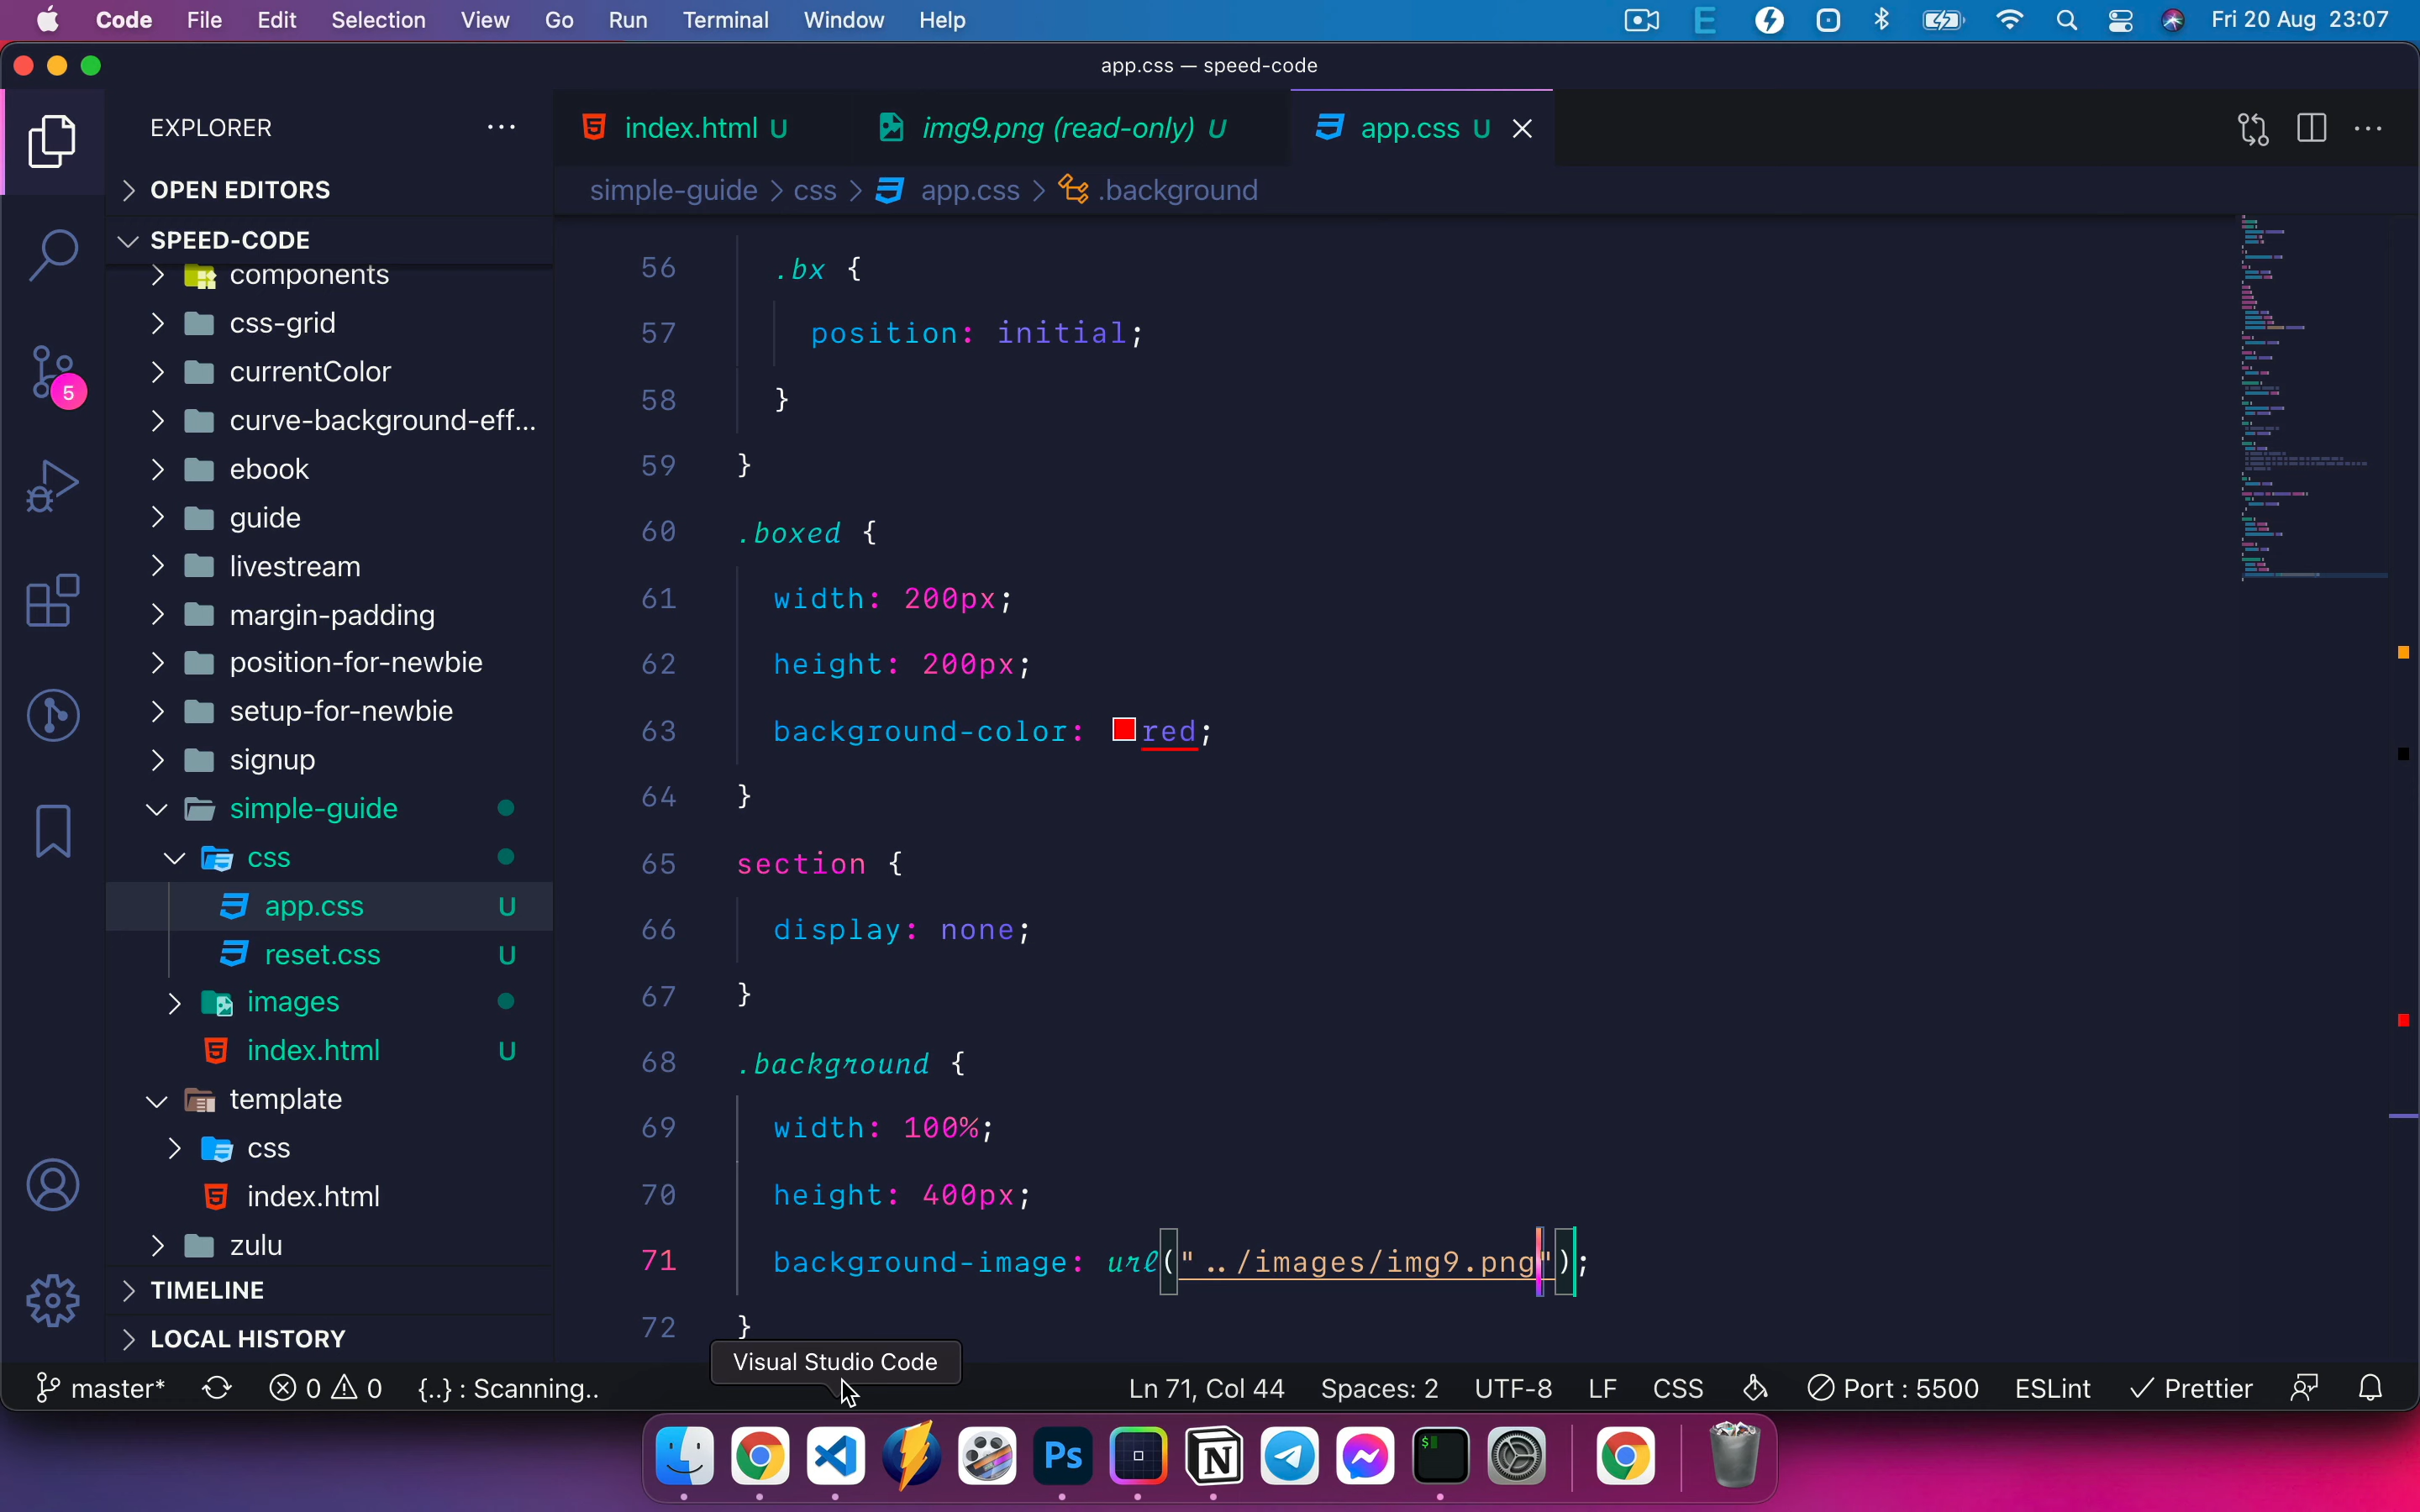 Code File Edit Selection View Go Run Terminal Window Help
Fri 20 Aug 23:07
app.css — speed-code
EXPLORER
index.html U
img9.png (read-only) U
app.css U
OPEN EDITORS
simple-guide > css > app.css > .background
SPEED-CODE
components
css-grid
currentColor
curve-background-eff...
ebook
guide
livestream
margin-padding
position-for-newbie
setup-for-newbie
signup
simple-guide
css
app.css U
reset.css U
images
index.html U
template
css
index.html
zulu
TIMELINE
LOCAL HISTORY
5
56 .bx {
57 position: initial;
58 }
59 }
60 .boxed {
61 width: 200px;
62 height: 200px;
63 background-color: red;
64 }
65 section {
66 display: none;
67 }
68 .background {
69 width: 100%;
70 height: 400px;
71 background-image: url("../images/img9.png");
72 }
Visual Studio Code
master* 0 0 {..} : Scanning.. Ln 71, Col 44 Spaces: 2 UTF-8 LF CSS Port : 5500 ESLint Prettier
Ps
N
$
E